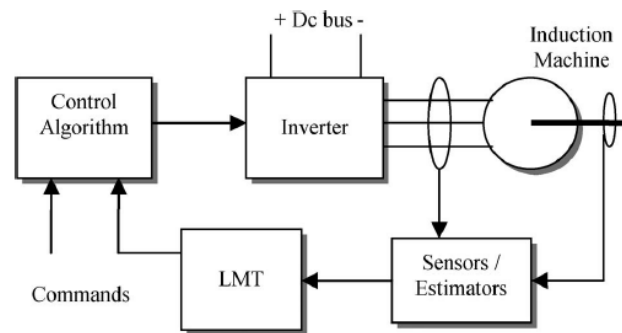 + Dc bus -
Induction
Machine
Control
Algorithm
Inverter
LMT
Sensors /
Estimators
Commands